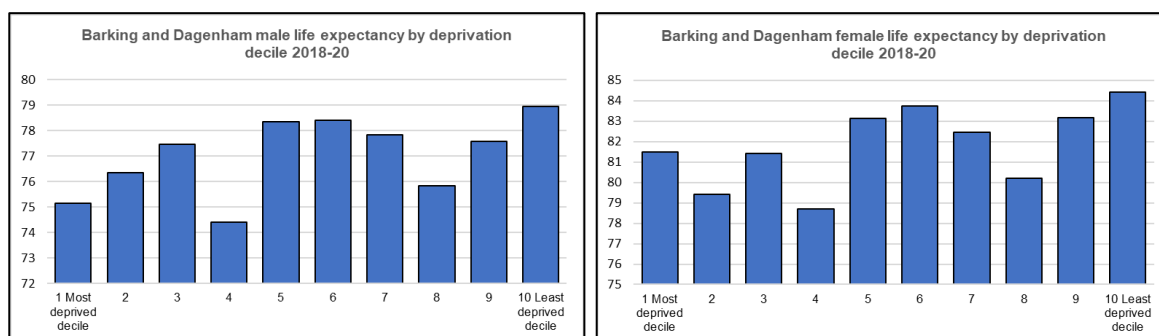 Barking and Dagenham male life expectancy by deprivation
decile 2018-20
80
79
78
77
76
75
74
73
72
1 Most
deprived
decile
2
3
4
5
6
7
8
9
10 Least
deprived
decile
Barking and Dagenham female life expectancy by deprivation
decile 2018-20
85
84
83
82
81
80
79
78
77
76
75
1 Most
deprived
decile
2
3
4
5
6
7
8
9
10 Least
deprived
decile